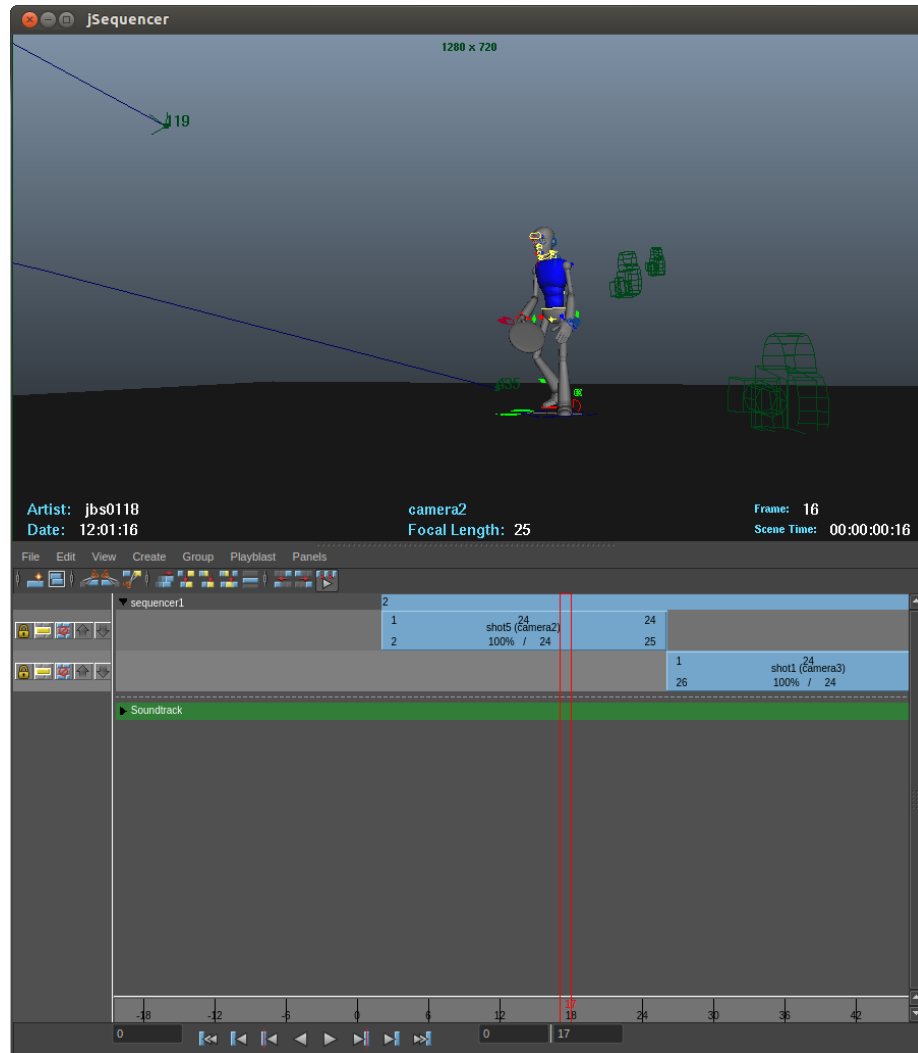 jSequencer
1280 x 720
119
435
Artist: jbs0118 camera2 Frame: 16
Date: 12:01:16 Focal Length: 25 Scene Time: 00:00:00:16
File Edit View Create Group Playblast Panels
sequencer1 2
1 24 24
shot5 (camera2)
2 100% / 24 25
1 24
shot1 (camera3)
26 100% / 24
Soundtrack
17
-18 -12 -6 0 6 12 18 24 30 36 42
0 0 17